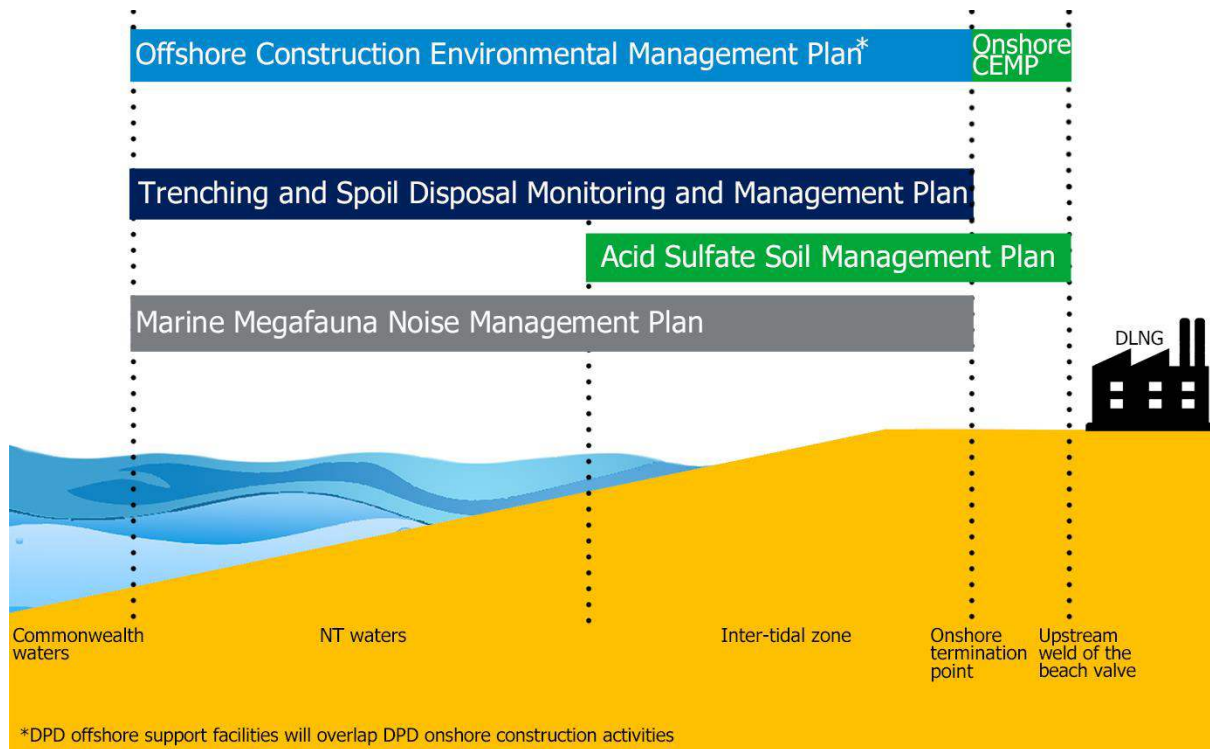 Offshore Construction Environmental Management Plan*
Onshore
CEMP
Trenching and Spoil Disposal Monitoring and Management Plan
Acid Sulfate Soil Management Plan
Marine Megafauna Noise Management Plan
DLNG
Commonwealth
waters
NT waters
Inter-tidal zone
Onshore
termination
point
Upstream
weld of the
beach valve
*DPD offshore support facilities will overlap DPD onshore construction activities